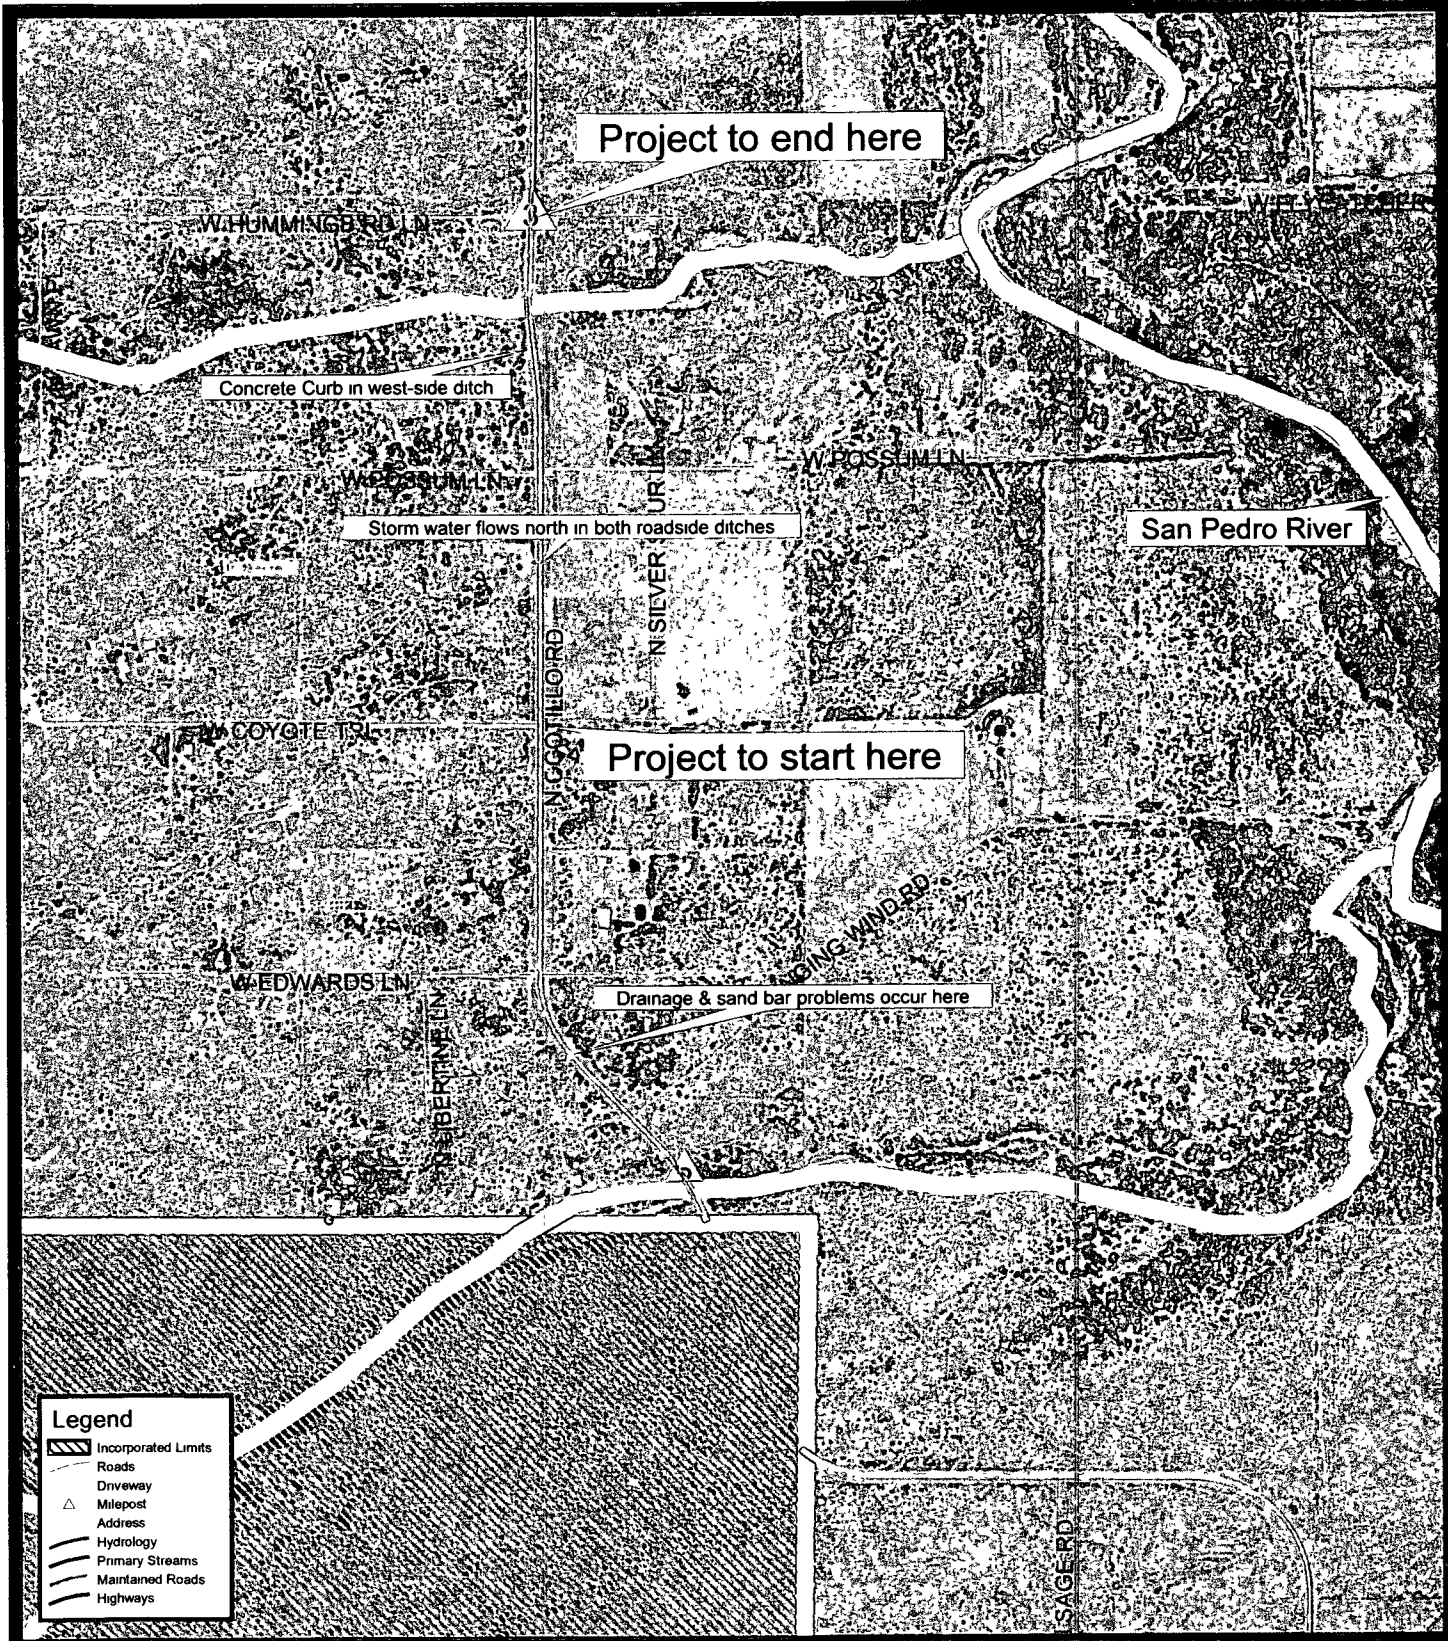 Project to end here
W HUMMINGBIRD LN
Concrete Curb in west-side ditch
W POSSUM LN
W POSSUM LN
Storm water flows north in both roadside ditches
San Pedro River
N SILVER SPUR LN
N OCOTILLO RD
W COYOTE TRL
Project to start here
W EDWARDS LN
Drainage & sand bar problems occur here
SAGE RD
Legend
Incorporated Limits
Roads
Driveway
Milepost
Address
Hydrology
Primary Streams
Maintained Roads
Highways